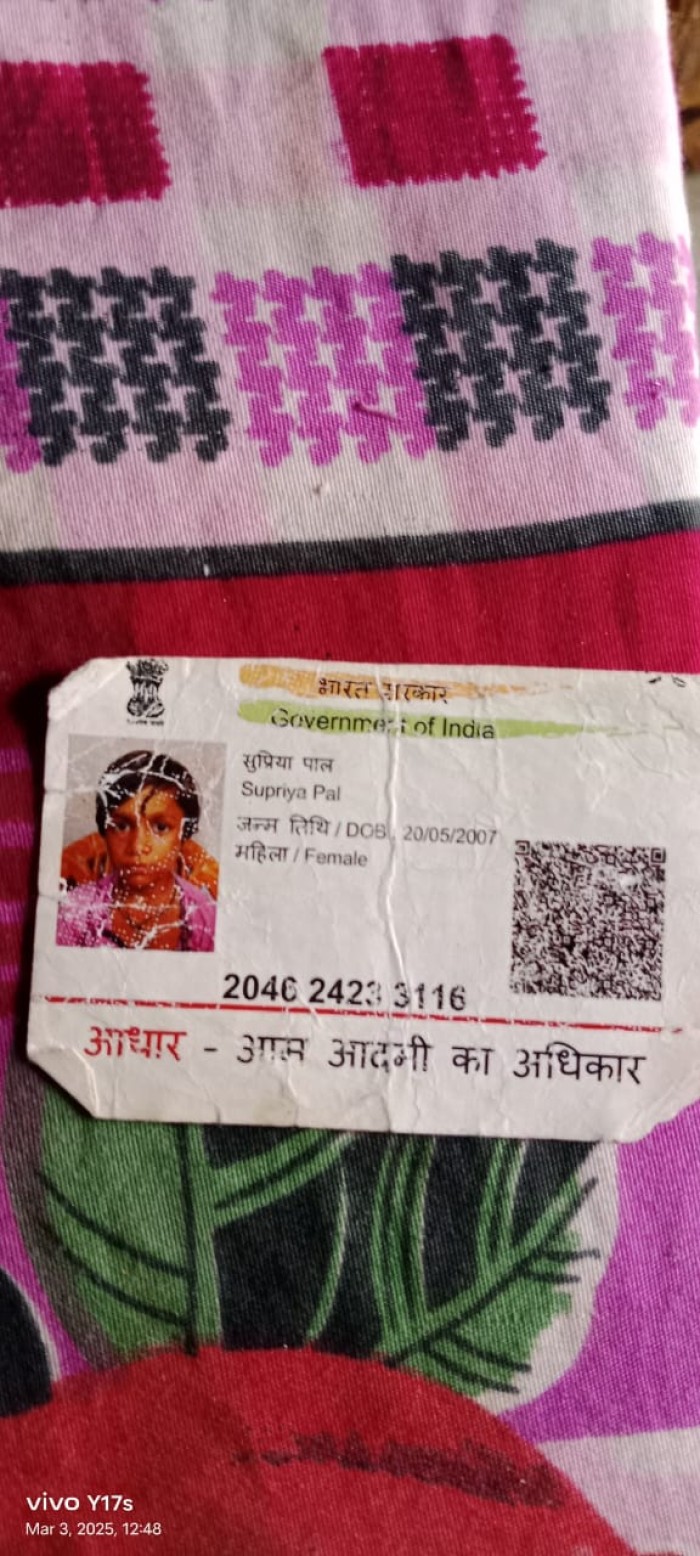 भारत सरकार
Government of India
सुप्रिया पाल
Supriya Pal
जन्म तिथि / DOB : 20/05/2007
महिला / Female
2046 2423 3116
आधार - आम आदमी का अधिकार
vivo Y17s
Mar 3, 2025, 12:48